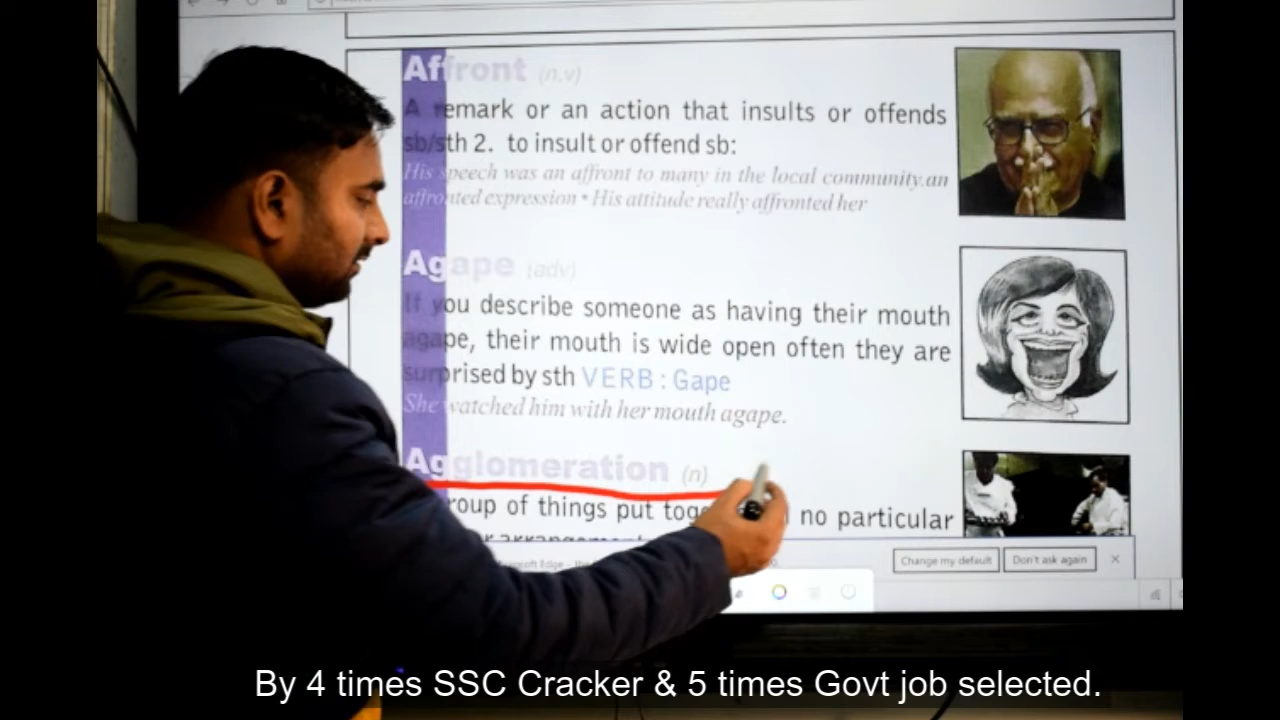 Affront (n.v)
A remark or an action that insults or offends
sb/sth 2. to insult or offend sb:
His speech was an affront to many in the local community.an
affronted expression • His attitude really affronted her
Agape (adv)
If you describe someone as having their mouth
agape, their mouth is wide open often they are
surprised by sth VERB : Gape
She watched him with her mouth agape.
Agglomeration (n)
group of things put no particular
Change my default
Don't ask again
By 4 times SSC Cracker & 5 times Govt job selected.